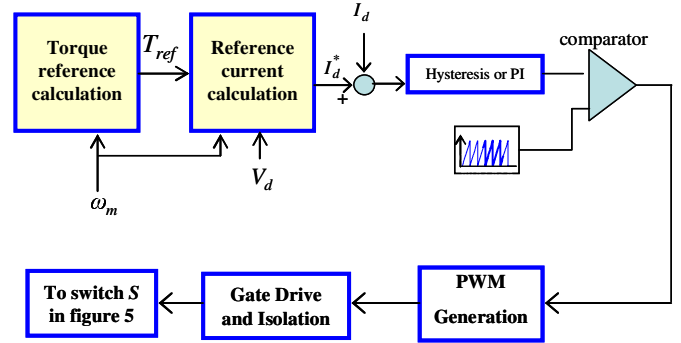 Torque
reference
calculation
T_ref
Reference
current
calculation
I_d
I_d^*
+
Hysteresis or PI
comparator
ω_m
V_d
To switch S
in figure 5
Gate Drive
and Isolation
PWM
Generation